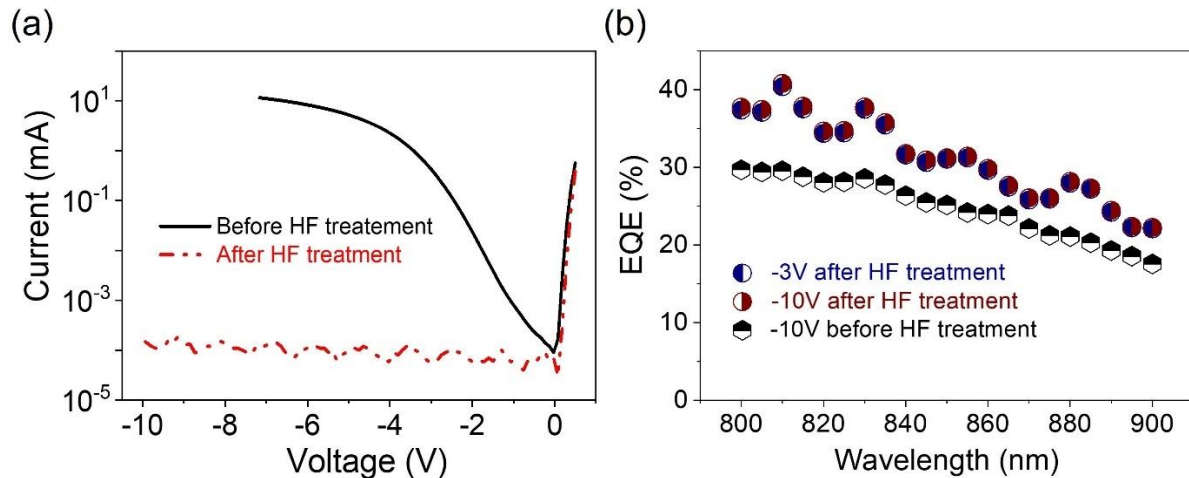 (a)
Current (mA)
10^1
10^-1
10^-3
10^-5
Before HF treatement
After HF treatment
-10 -8 -6 -4 -2 0
Voltage (V)
(b)
EQE (%)
40
30
20
10
0
-3V after HF treatment
-10V after HF treatment
-10V before HF treatment
800 820 840 860 880 900
Wavelength (nm)